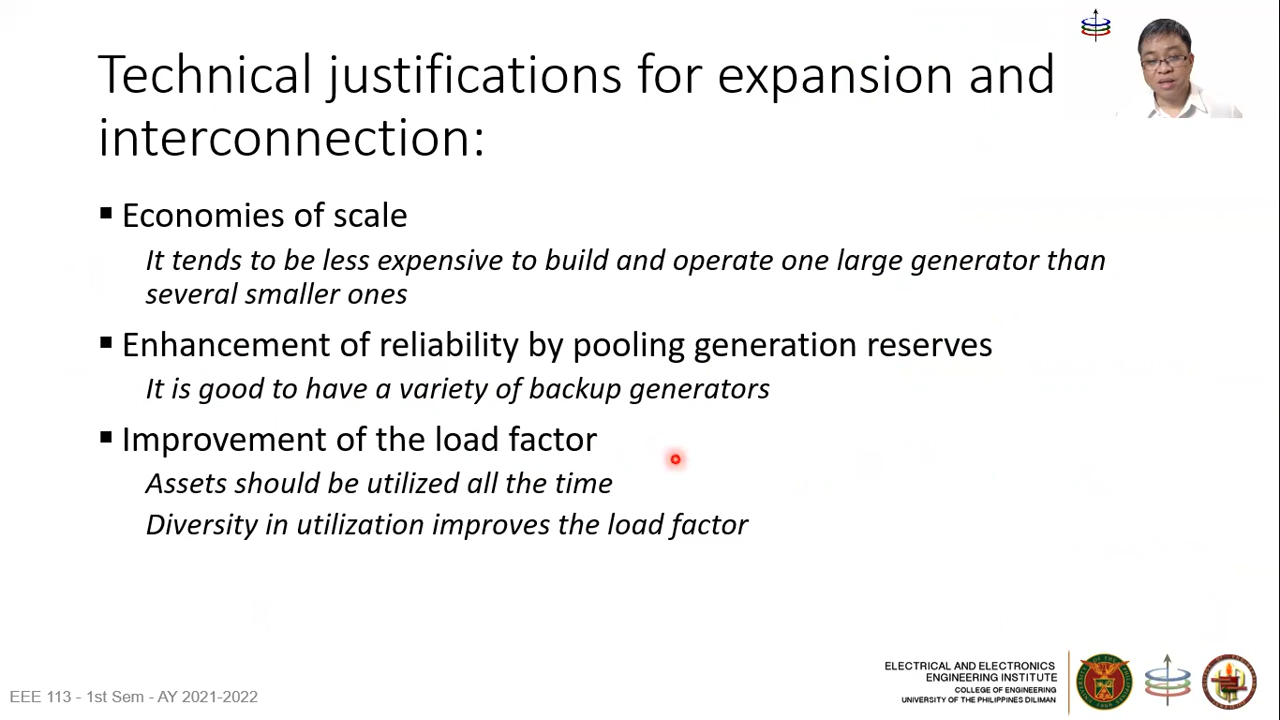 Technical justifications for expansion and
interconnection:
▪ Economies of scale
It tends to be less expensive to build and operate one large generator than
several smaller ones
▪ Enhancement of reliability by pooling generation reserves
It is good to have a variety of backup generators
▪ Improvement of the load factor
Assets should be utilized all the time
Diversity in utilization improves the load factor
ELECTRICAL AND ELECTRONICS
ENGINEERING INSTITUTE
COLLEGE OF ENGINEERING
UNIVERSITY OF THE PHILIPPINES DILIMAN
EEE 113 - 1st Sem - AY 2021-2022